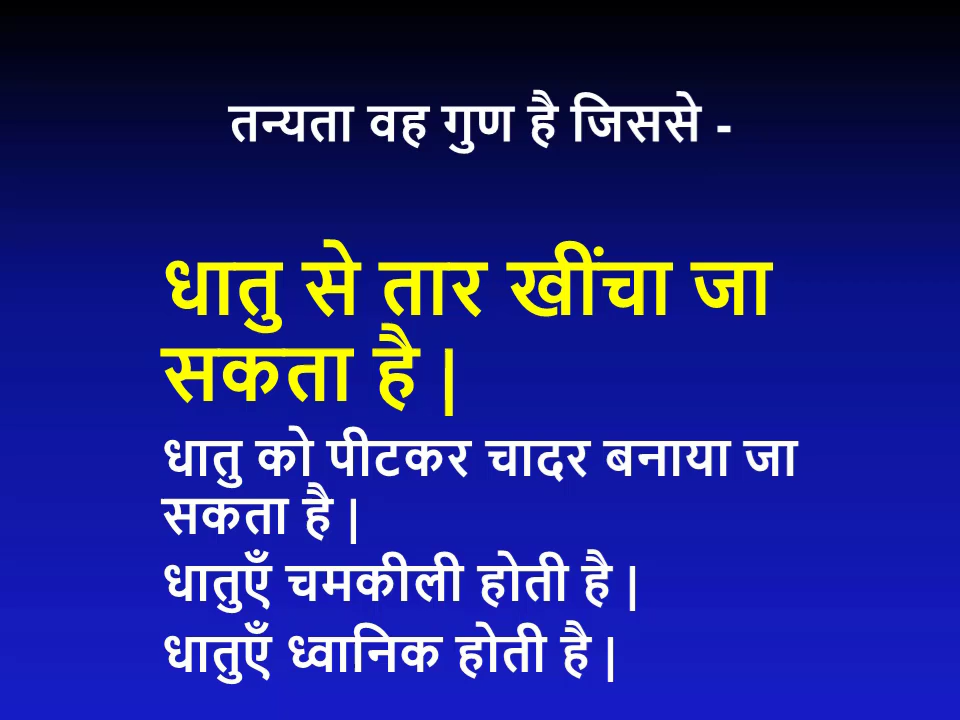 तन्यता वह गुण है जिससे -
धातु से तार खींचा जा
सकता है |
धातु को पीटकर चादर बनाया जा
सकता है |
धातुएँ चमकीली होती है |
धातुएँ ध्वानिक होती है |